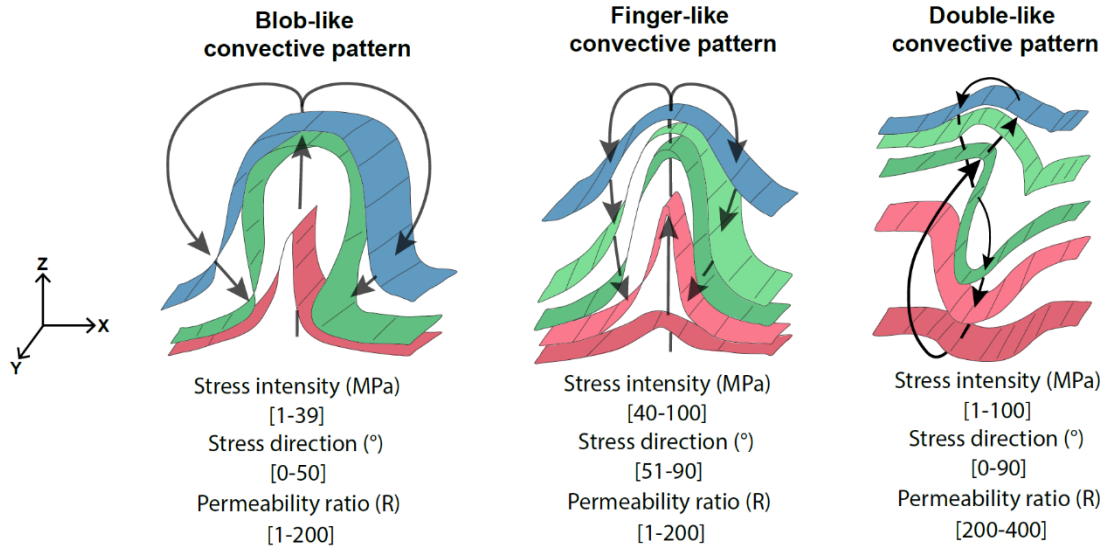 Blob-like
convective pattern
Finger-like
convective pattern
Double-like
convective pattern
Z
X
Y
Stress intensity (MPa)
[1-39]
Stress direction (°)
[0-50]
Permeability ratio (R)
[1-200]
Stress intensity (MPa)
[40-100]
Stress direction (°)
[51-90]
Permeability ratio (R)
[1-200]
Stress intensity (MPa)
[1-100]
Stress direction (°)
[0-90]
Permeability ratio (R)
[200-400]